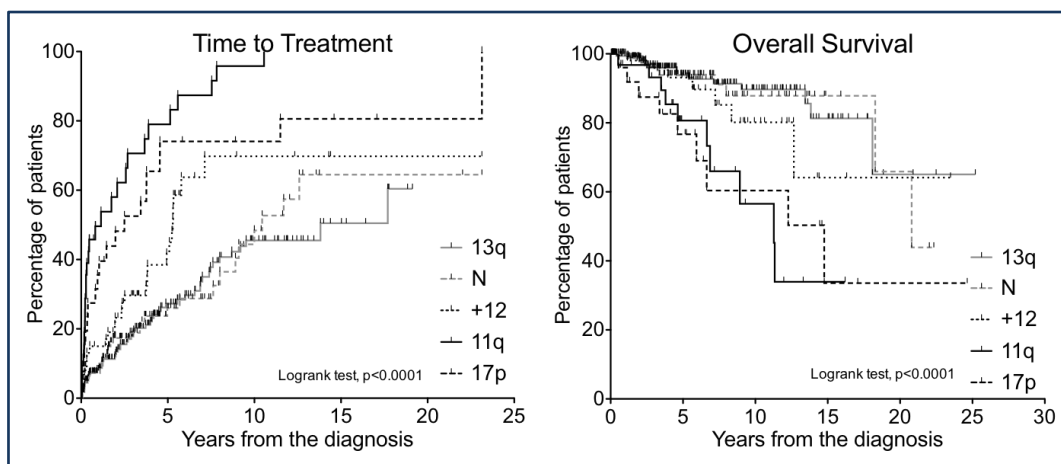 Time to Treatment
Percentage of patients
100
80
60
40
20
0
0 5 10 15 20 25
Years from the diagnosis
13q
N
+12
11q
17p
Logrank test, p<0.0001
Overall Survival
Percentage of patients
100
80
60
40
20
0
0 5 10 15 20 25 30
Years from the diagnosis
13q
N
+12
11q
17p
Logrank test, p<0.0001